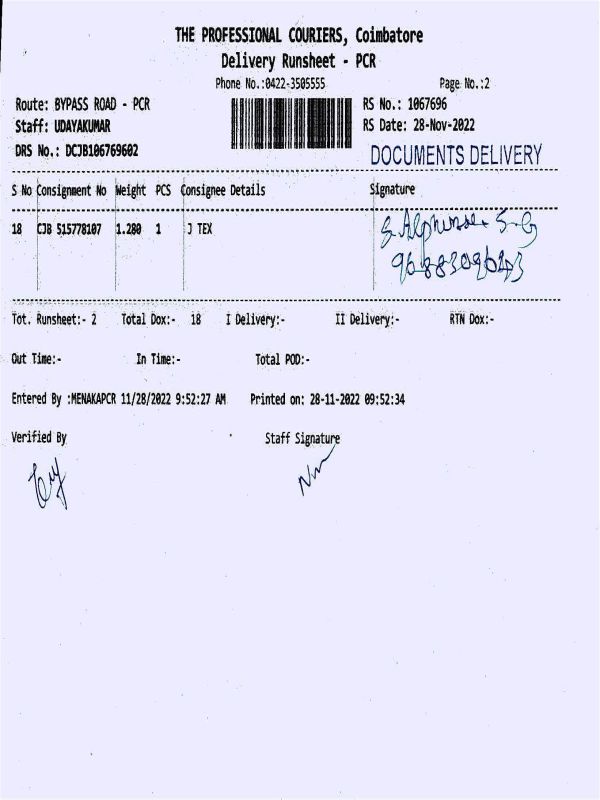 THE PROFESSIONAL COURIERS, Coimbatore
Delivery Runsheet - PCR
Phone No.:0422-3505555 Page No.:2
Route: BYPASS ROAD - PCR RS No.: 1067696
Staff: UDAYAKUMAR RS Date: 28-Nov-2022
DRS No.: DCJB106769602 DOCUMENTS DELIVERY
S No Consignment No Weight PCS Consignee Details Signature
18 CJB 515778107 1.280 1 J TEX
Tot. Runsheet:- 2 Total Dox:- 18 I Delivery:- II Delivery:- RTN Dox:-
Out Time:- In Time:- Total POD:-
Entered By :MENAKAPCR 11/28/2022 9:52:27 AM Printed on: 28-11-2022 09:52:34
Verified By Staff Signature